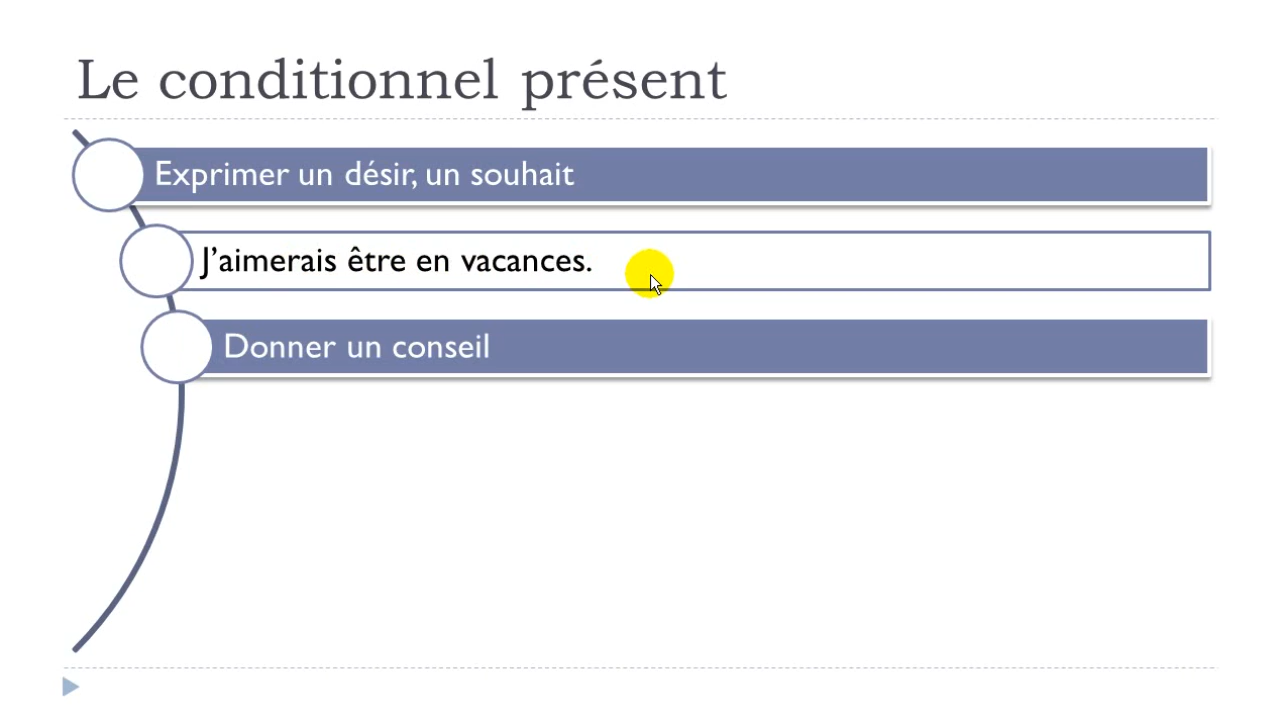 Le conditionnel présent
Exprimer un désir, un souhait
J’aimerais être en vacances.
Donner un conseil